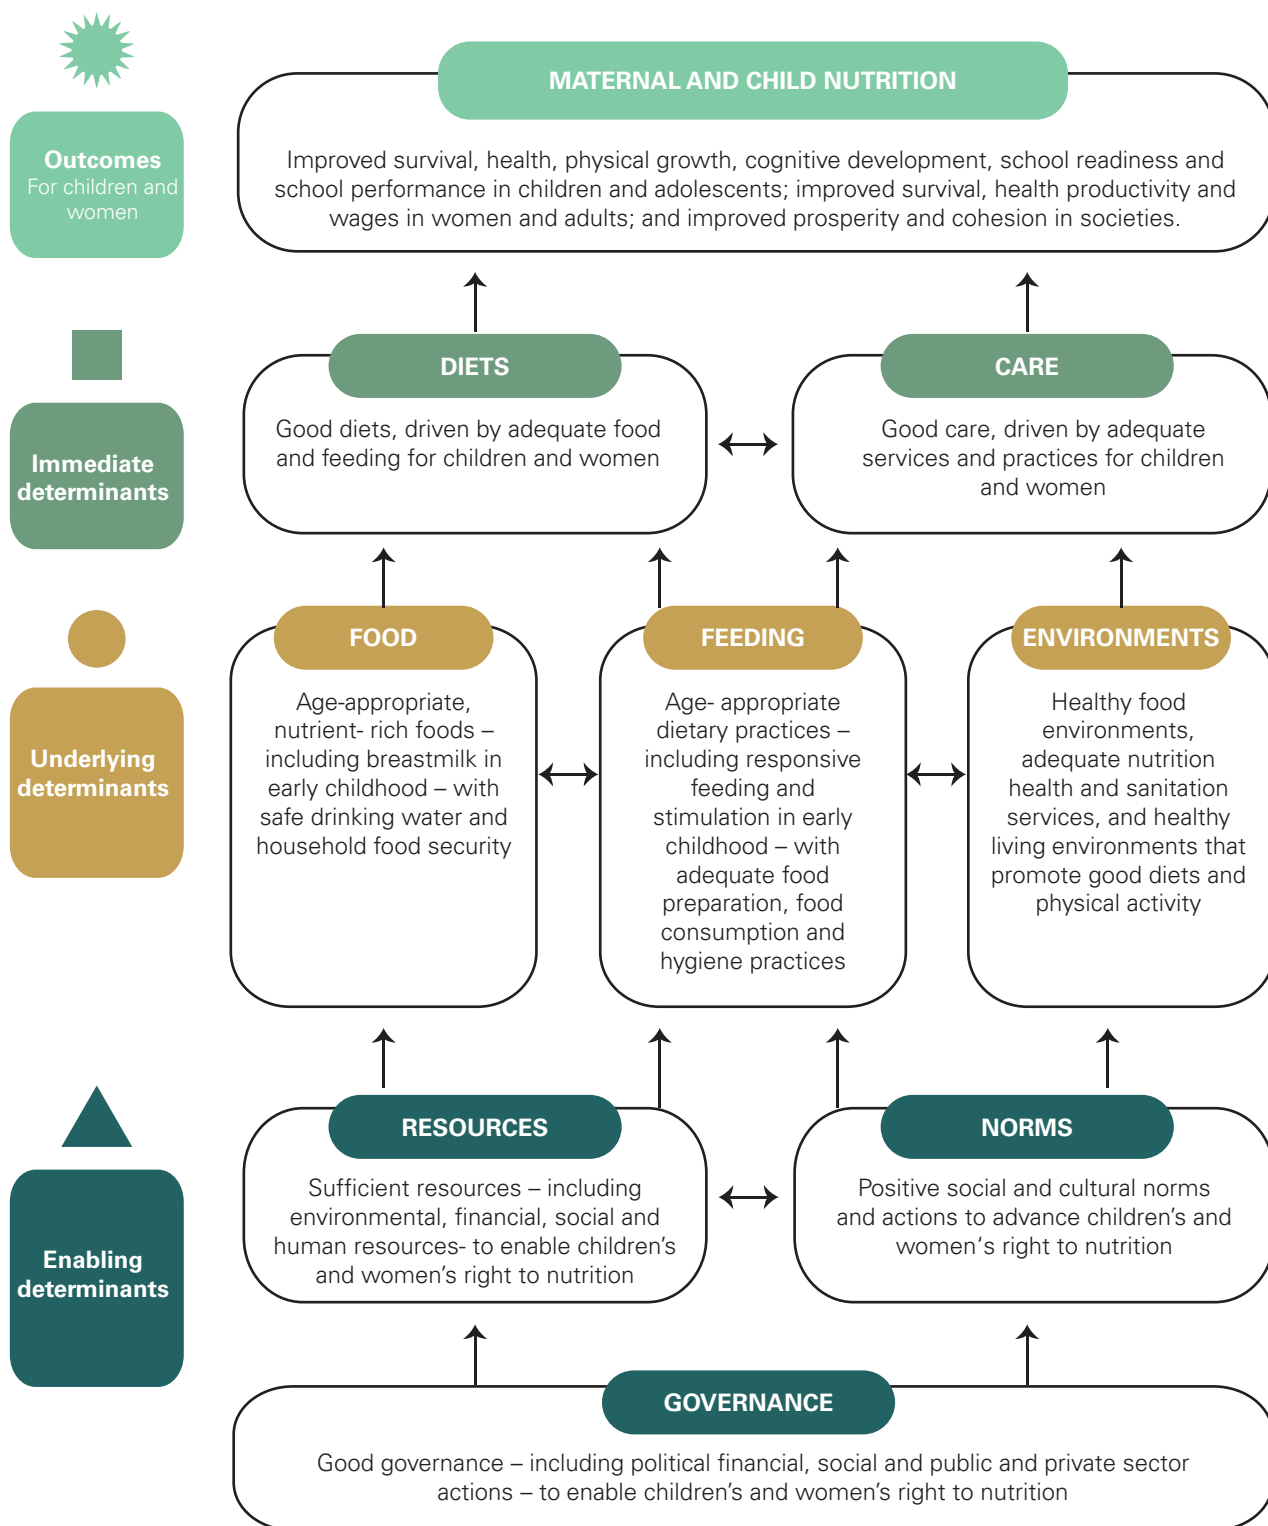 MATERNAL AND CHILD NUTRITION
Outcomes
For children and
women
Improved survival, health, physical growth, cognitive development, school readiness and
school performance in children and adolescents; improved survival, health productivity and
wages in women and adults; and improved prosperity and cohesion in societies.
Immediate
determinants
DIETS
Good diets, driven by adequate food
and feeding for children and women
CARE
Good care, driven by adequate
services and practices for children
and women
Underlying
determinants
FOOD
Age-appropriate,
nutrient- rich foods –
including breastmilk in
early childhood – with
safe drinking water and
household food security
FEEDING
Age- appropriate
dietary practices –
including responsive
feeding and
stimulation in early
childhood – with
adequate food
preparation, food
consumption and
hygiene practices
ENVIRONMENTS
Healthy food
environments,
adequate nutrition
health and sanitation
services, and healthy
living environments that
promote good diets and
physical activity
Enabling
determinants
RESOURCES
Sufficient resources – including
environmental, financial, social and
human resources- to enable children’s
and women’s right to nutrition
NORMS
Positive social and cultural norms
and actions to advance children’s and
women‘s right to nutrition
GOVERNANCE
Good governance – including political financial, social and public and private sector
actions – to enable children’s and women’s right to nutrition